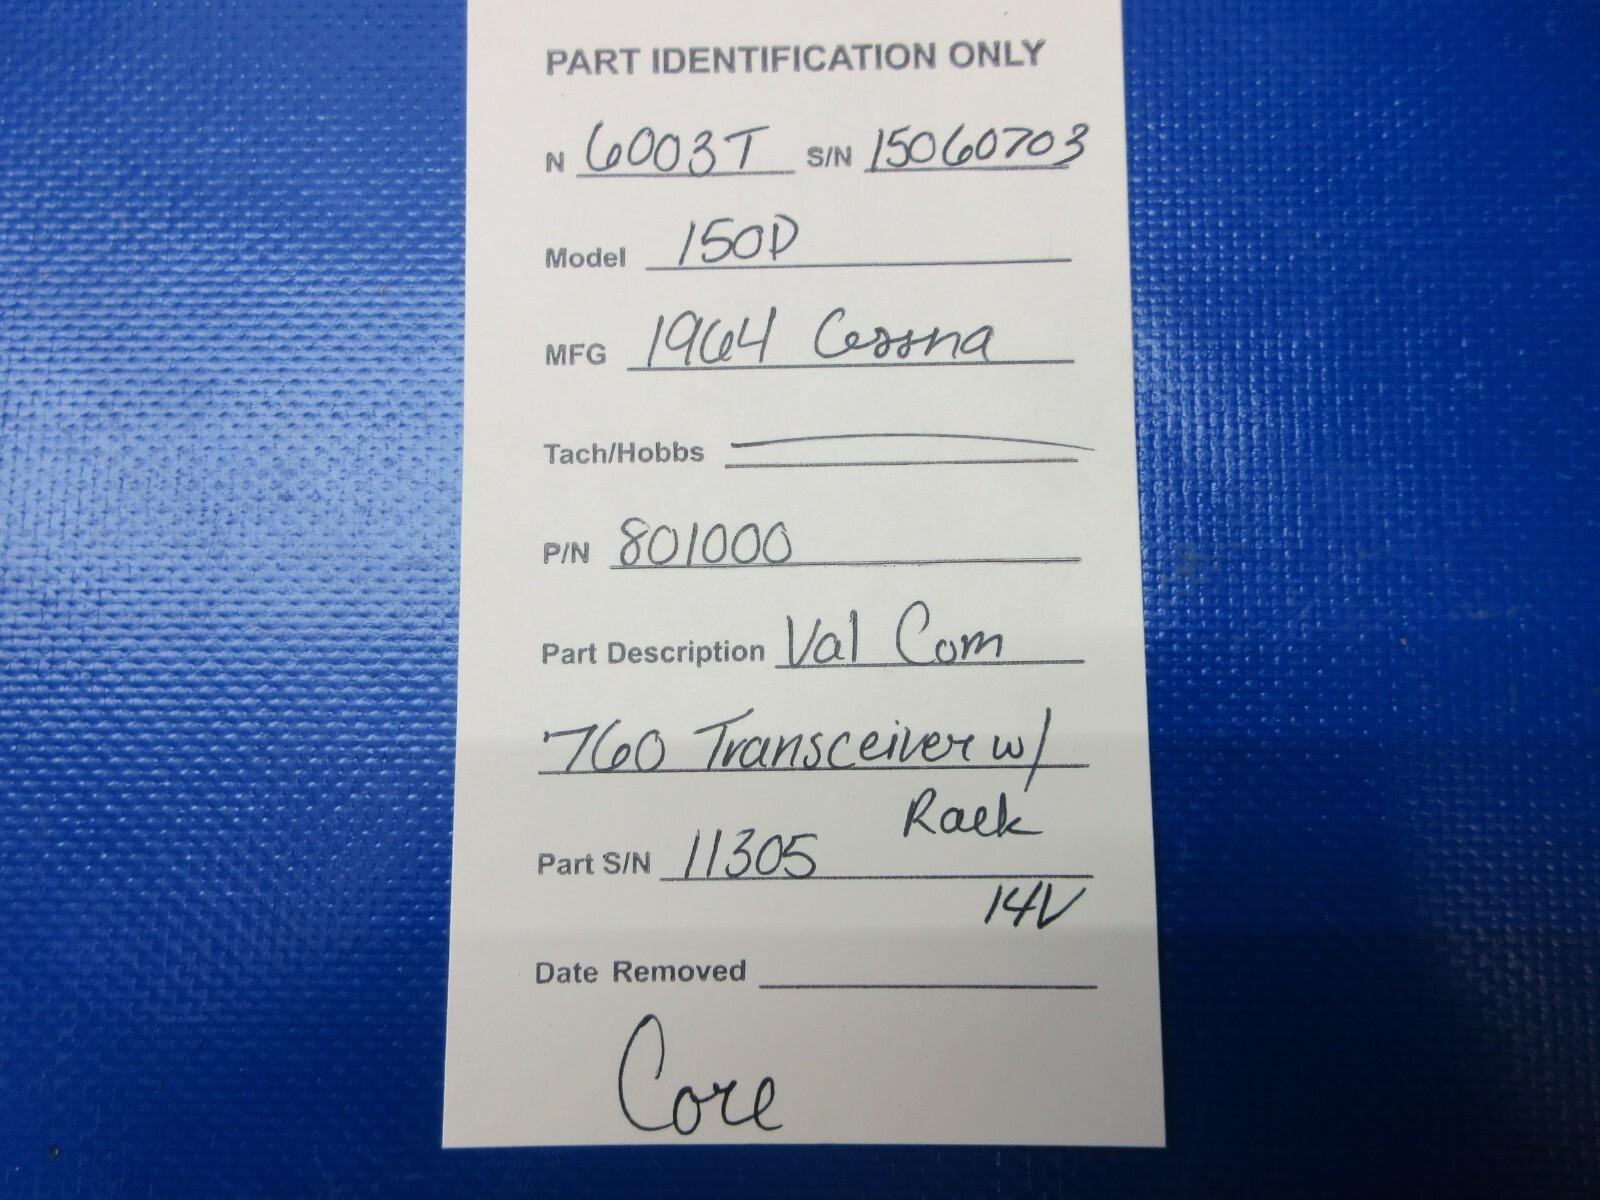 PART IDENTIFICATION ONLY
N 6003T S/N 15060703
Model 150D
MFG 1964 Cessna
Tach/Hobbs
P/N 801000
Part Description Val Com
760 Transceiver w/
Rack
Part S/N 11305
14V
Date Removed
Core